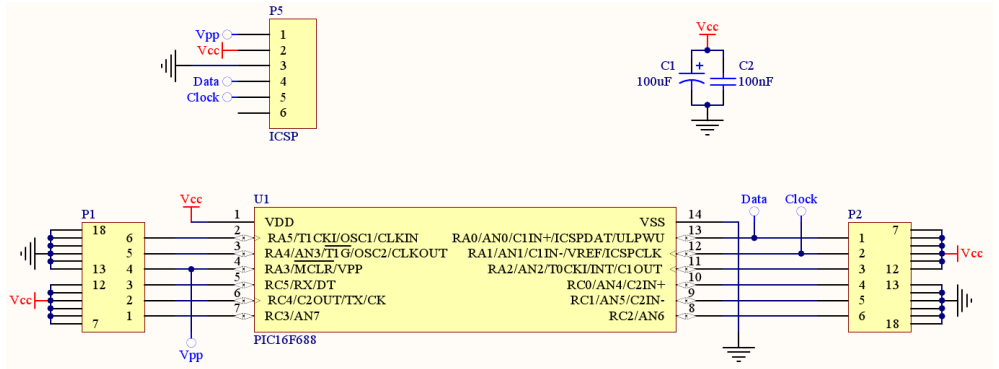 P5
Vpp 1
Vcc 2
3
Data 4
Clock 5
6
ICSP
Vcc
C1 + C2
100uF 100nF
Vcc U1 Data Clock
P1 1 VDD VSS 14 P2
18 6 2 RA5/T1CKI/OSC1/CLKIN RA0/AN0/C1IN+/ICSPDAT/ULPWU 13 1 7
5 3 RA4/AN3/T1G/OSC2/CLKOUT RA1/AN1/C1IN-/VREF/ICSPCLK 12 2 Vcc
13 4 4 RA3/MCLR/VPP RA2/AN2/T0CKI/INT/C1OUT 11 3 12
12 3 5 RC5/RX/DT RC0/AN4/C2IN+ 10 4 13
Vcc 2 6 RC4/C2OUT/TX/CK RC1/AN5/C2IN- 9 5
7 1 7 RC3/AN7 RC2/AN6 8 6 18
PIC16F688
Vpp